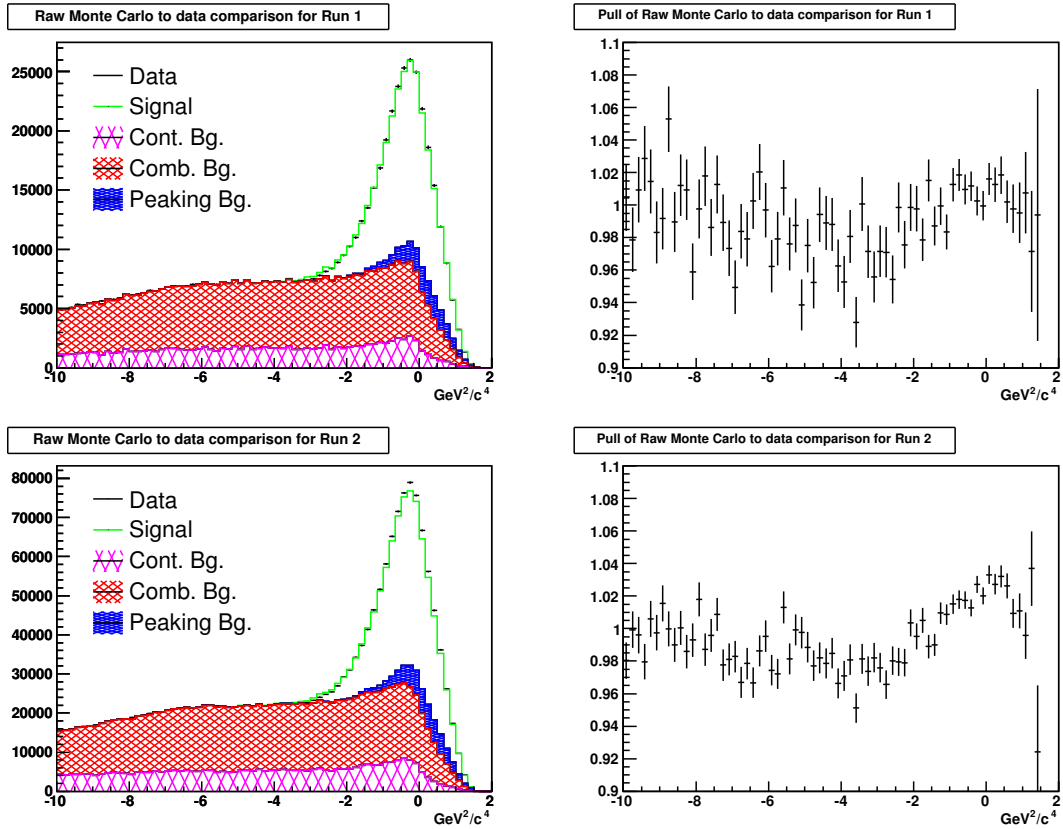 Raw Monte Carlo to data comparison for Run 1
25000
20000
15000
10000
5000
0
Data
Signal
Cont. Bg.
Comb. Bg.
Peaking Bg.
-10 -8 -6 -4 -2 0 2
GeV²/c⁴
Pull of Raw Monte Carlo to data comparison for Run 1
1.1
1.08
1.06
1.04
1.02
1
0.98
0.96
0.94
0.92
0.9
-10 -8 -6 -4 -2 0 2
GeV²/c⁴
Raw Monte Carlo to data comparison for Run 2
80000
70000
60000
50000
40000
30000
20000
10000
0
Data
Signal
Cont. Bg.
Comb. Bg.
Peaking Bg.
-10 -8 -6 -4 -2 0 2
GeV²/c⁴
Pull of Raw Monte Carlo to data comparison for Run 2
1.1
1.08
1.06
1.04
1.02
1
0.98
0.96
0.94
0.92
0.9
-10 -8 -6 -4 -2 0 2
GeV²/c⁴